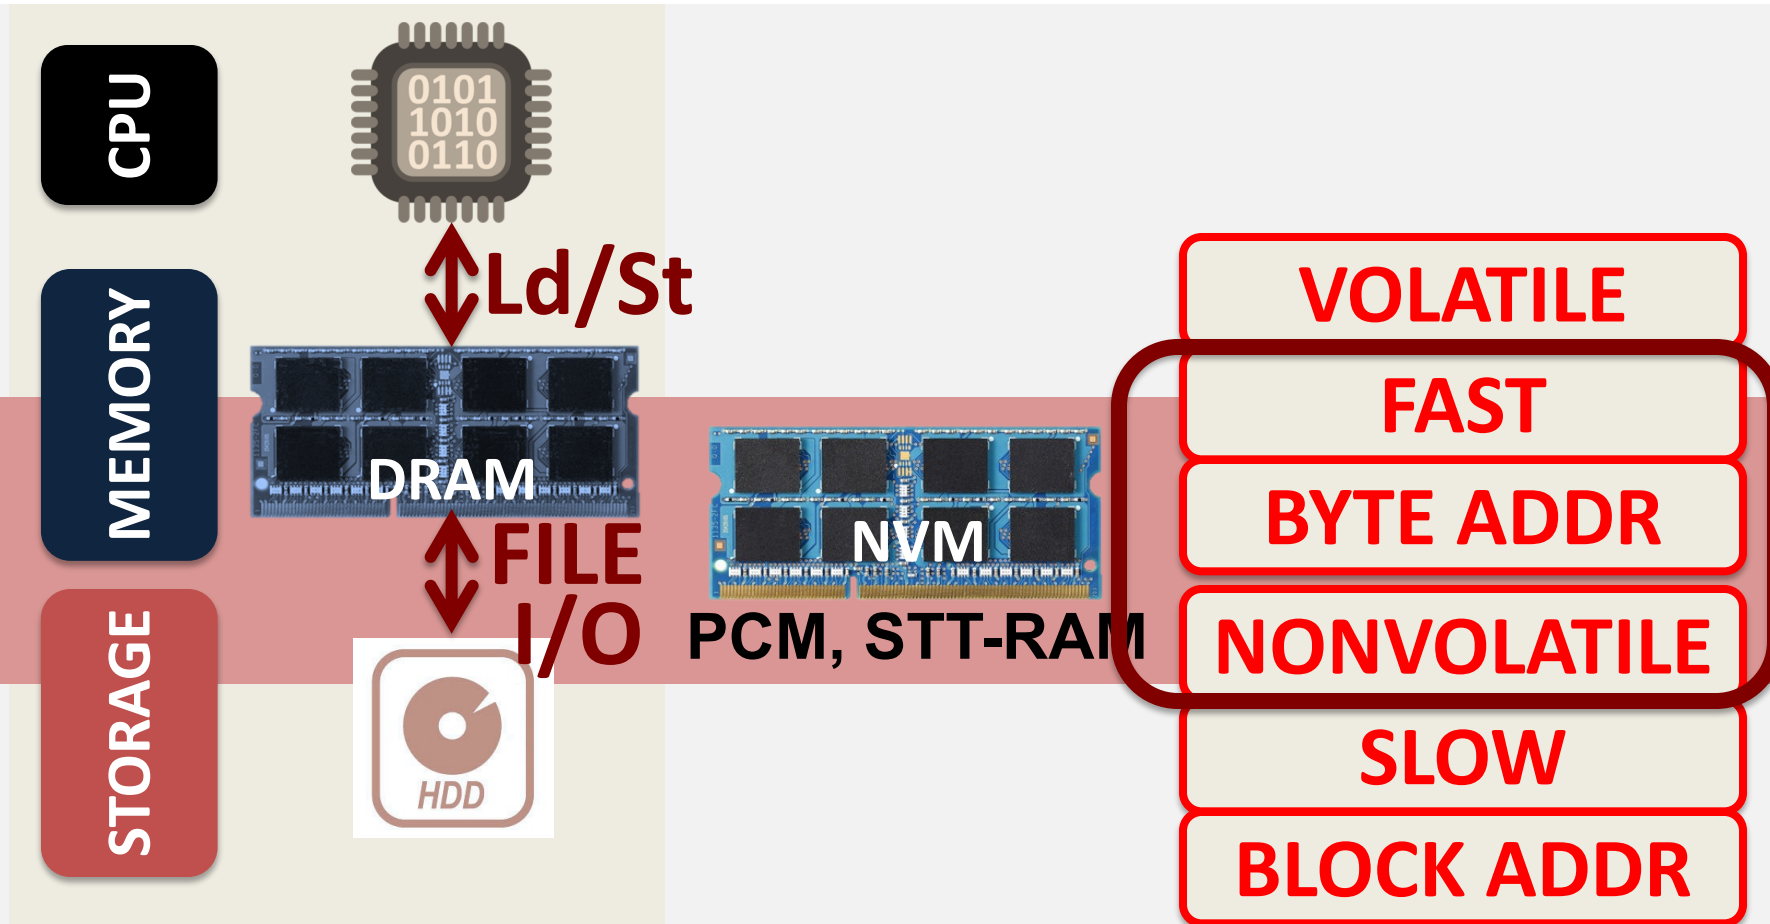 CPU
0101
1010
0110
Ld/St
MEMORY
DRAM
FILE
I/O
STORAGE
HDD
NVM
PCM, STT-RAM
VOLATILE
FAST
BYTE ADDR
NONVOLATILE
SLOW
BLOCK ADDR